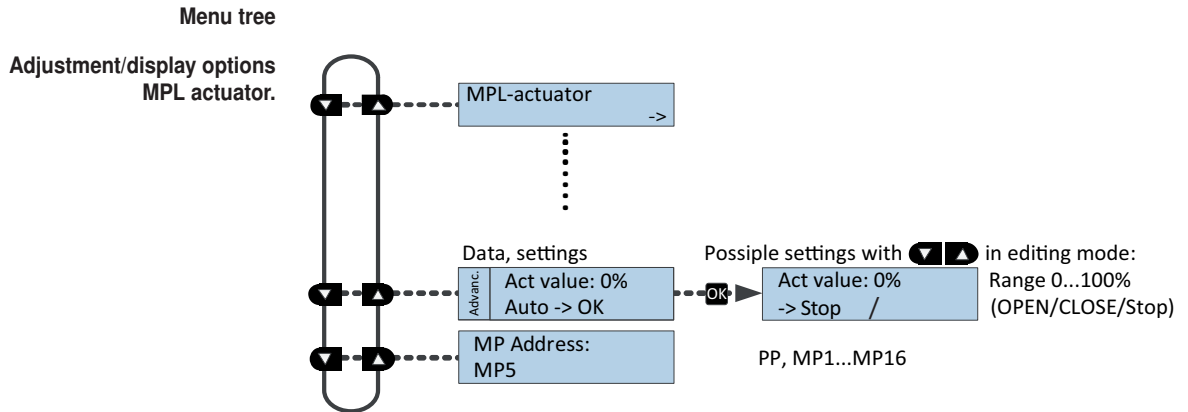 Menu tree
Adjustment/display options
MPL actuator.
MPL-actuator
->
Data, settings
Possiple settings with in editing mode:
Advanc.
Act value: 0%
Auto -> OK
OK
Act value: 0%
-> Stop /
Range 0...100%
(OPEN/CLOSE/Stop)
MP Address:
MP5
PP, MP1...MP16